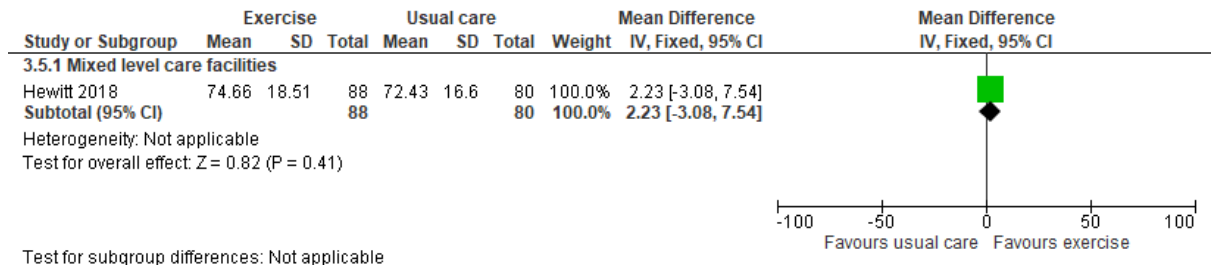 Exercise Usual care Mean Difference Mean Difference
Study or Subgroup Mean SD Total Mean SD Total Weight IV, Fixed, 95% CI IV, Fixed, 95% CI
3.5.1 Mixed level care facilities
Hewitt 2018 74.66 18.51 88 72.43 16.6 80 100.0% 2.23 [-3.08, 7.54]
Subtotal (95% CI) 88 80 100.0% 2.23 [-3.08, 7.54]
Heterogeneity: Not applicable
Test for overall effect: Z = 0.82 (P = 0.41)
-100 -50 0 50 100
Favours usual care Favours exercise
Test for subgroup differences: Not applicable